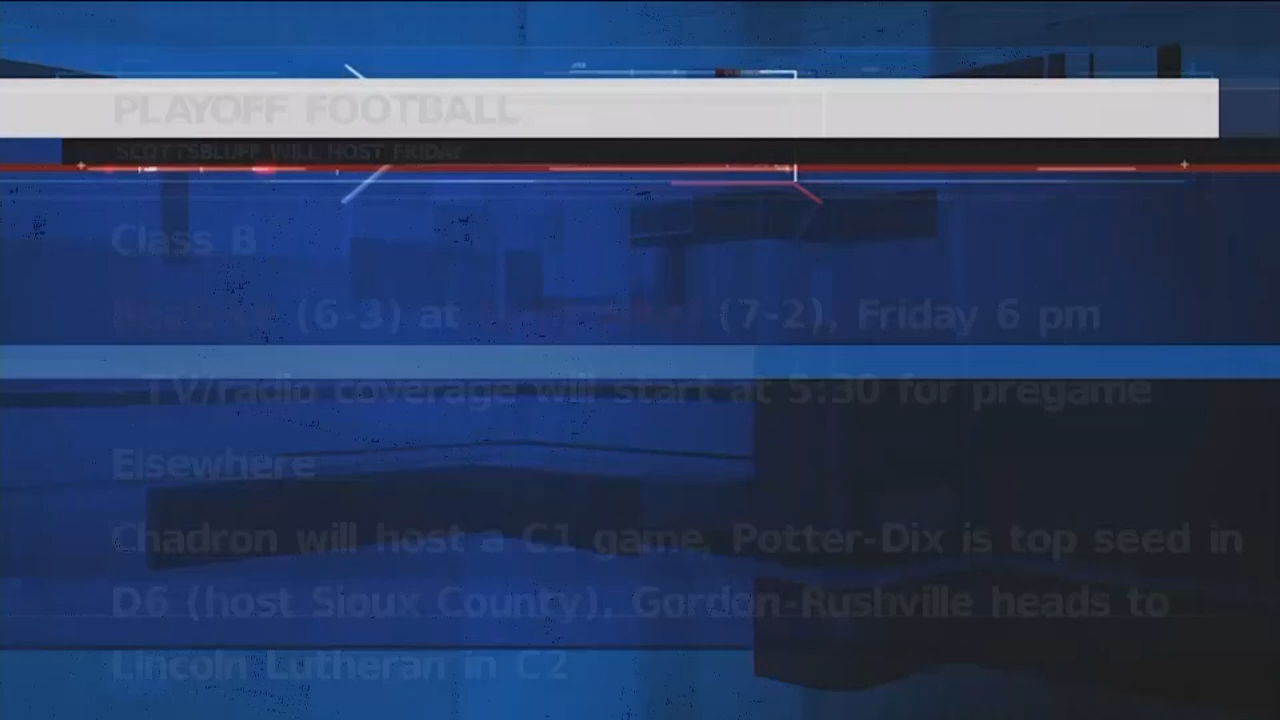 PLAYOFF FOOTBALL
SCOTTSBLUFF WILL HOST FRIDAY
Class B
(6-3) at (7-2), Friday 6 pm
- TV/radio coverage will start at 5:30 for pregame
Elsewhere
Chadron will host a C1 game, Potter-Dix is top seed in
D6 (host Sioux County), Gordon-Rushville heads to
Lincoln Lutheran in C2